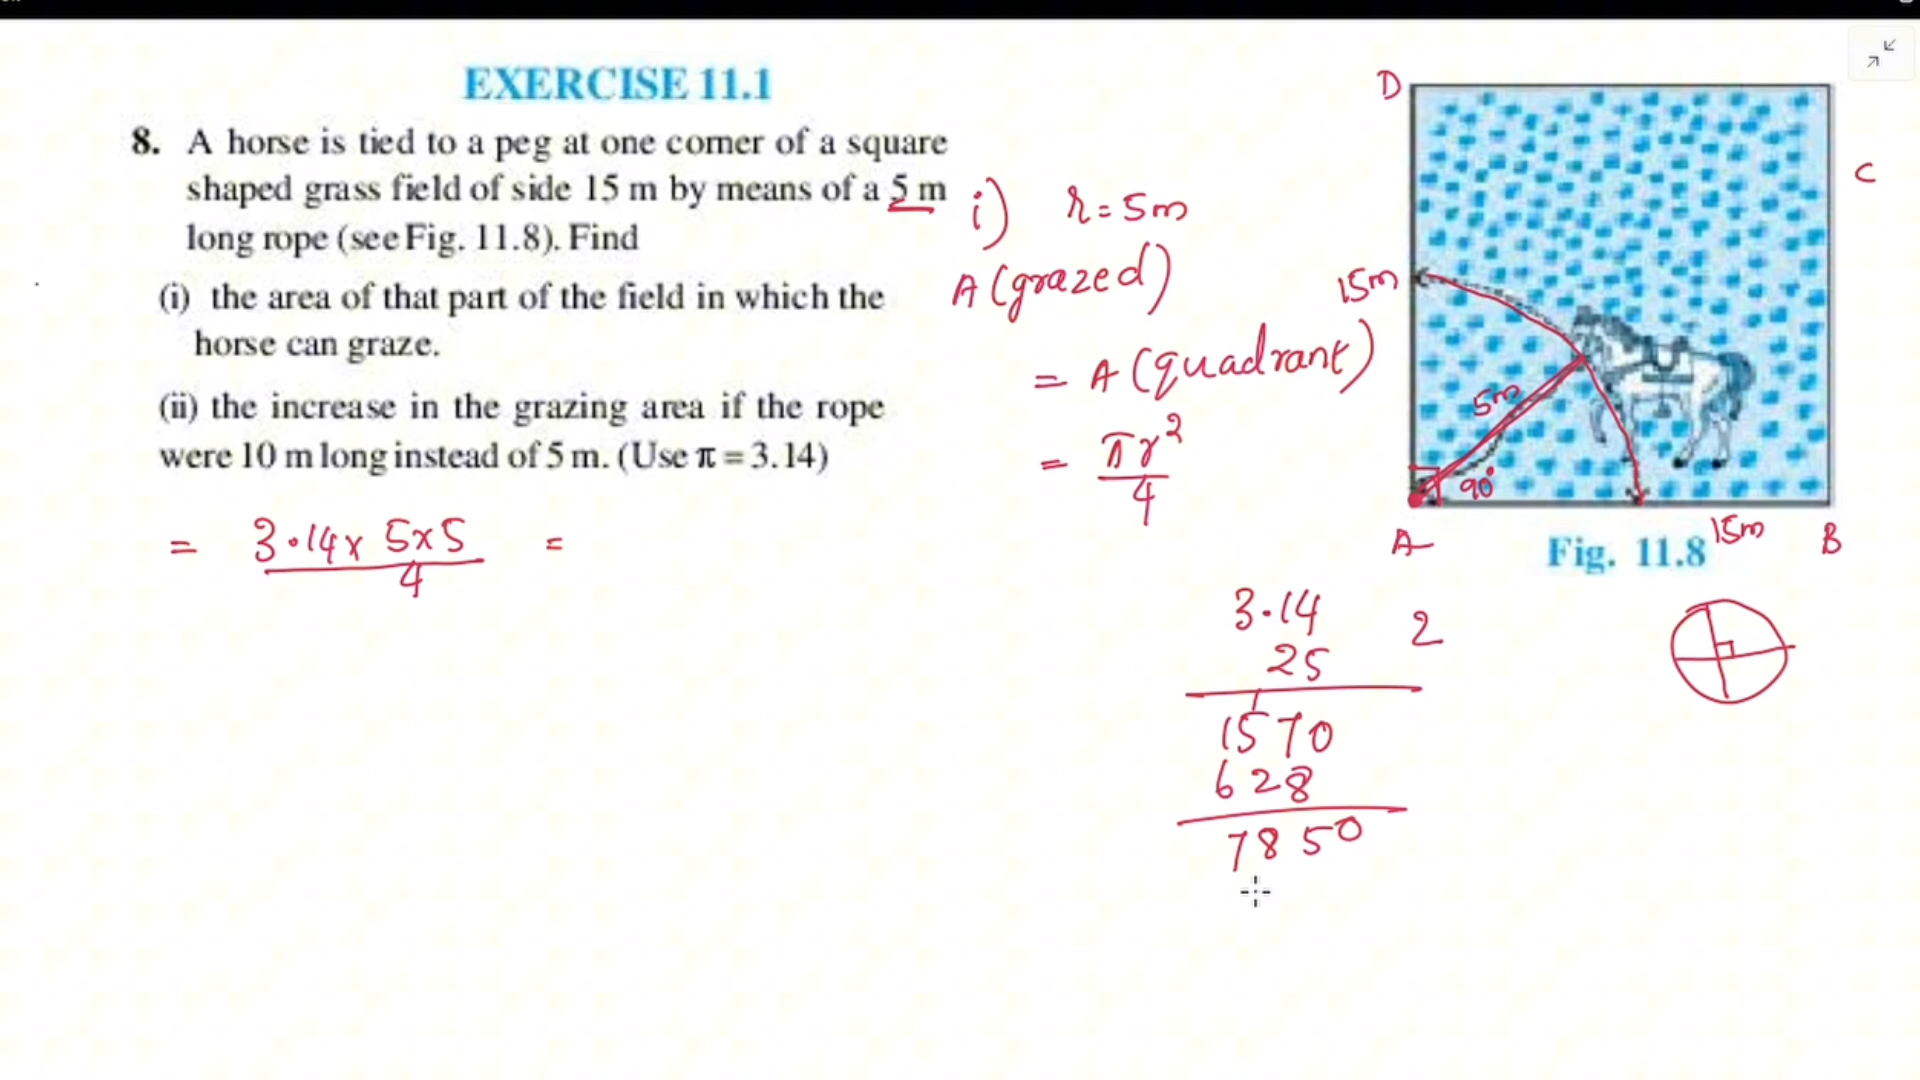 EXERCISE 11.1
8. A horse is tied to a peg at one corner of a square
shaped grass field of side 15 m by means of a 5 m
long rope (see Fig. 11.8). Find
(i) the area of that part of the field in which the
horse can graze.
(ii) the increase in the grazing area if the rope
were 10 m long instead of 5 m. (Use π = 3.14)
= 3.14 x 5x5 =
4
i) r = 5m
A (grazed)
= A (quadrant)
= πr²
4
D
C
15m
5m
90°
A
15m
B
Fig. 11.8
3.14
2
25
1
1570
628
7850